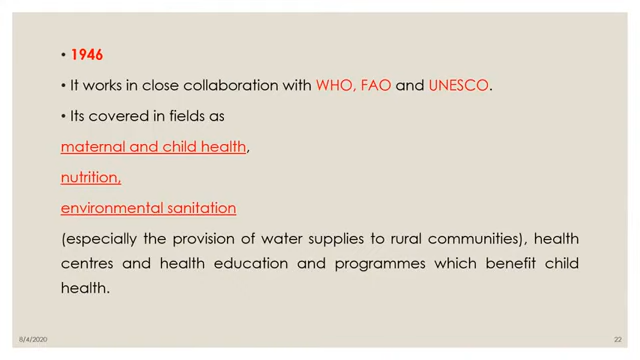 • 1946
• It works in close collaboration with WHO, FAO and UNESCO.
• Its covered in fields as
maternal and child health,
nutrition,
environmental sanitation
(especially the provision of water supplies to rural communities), health
centres and health education and programmes which benefit child
health.
8/4/2020
22